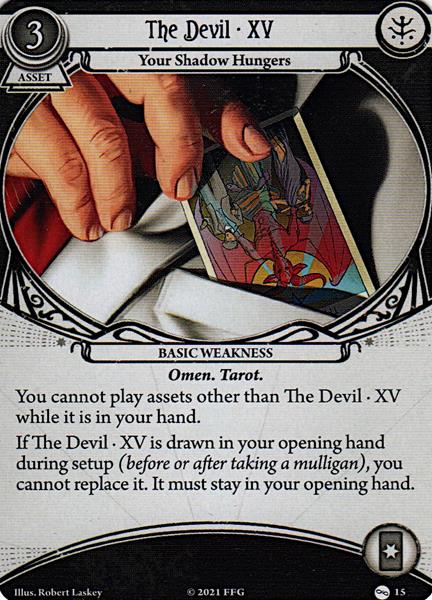 3
The Devil · XV
ASSET
Your Shadow Hungers
BASIC WEAKNESS
Omen. Tarot.
You cannot play assets other than The Devil · XV
while it is in your hand.
If The Devil · XV is drawn in your opening hand
during setup (before or after taking a mulligan), you
cannot replace it. It must stay in your opening hand.
Illus. Robert Laskey
© 2021 FFG
15